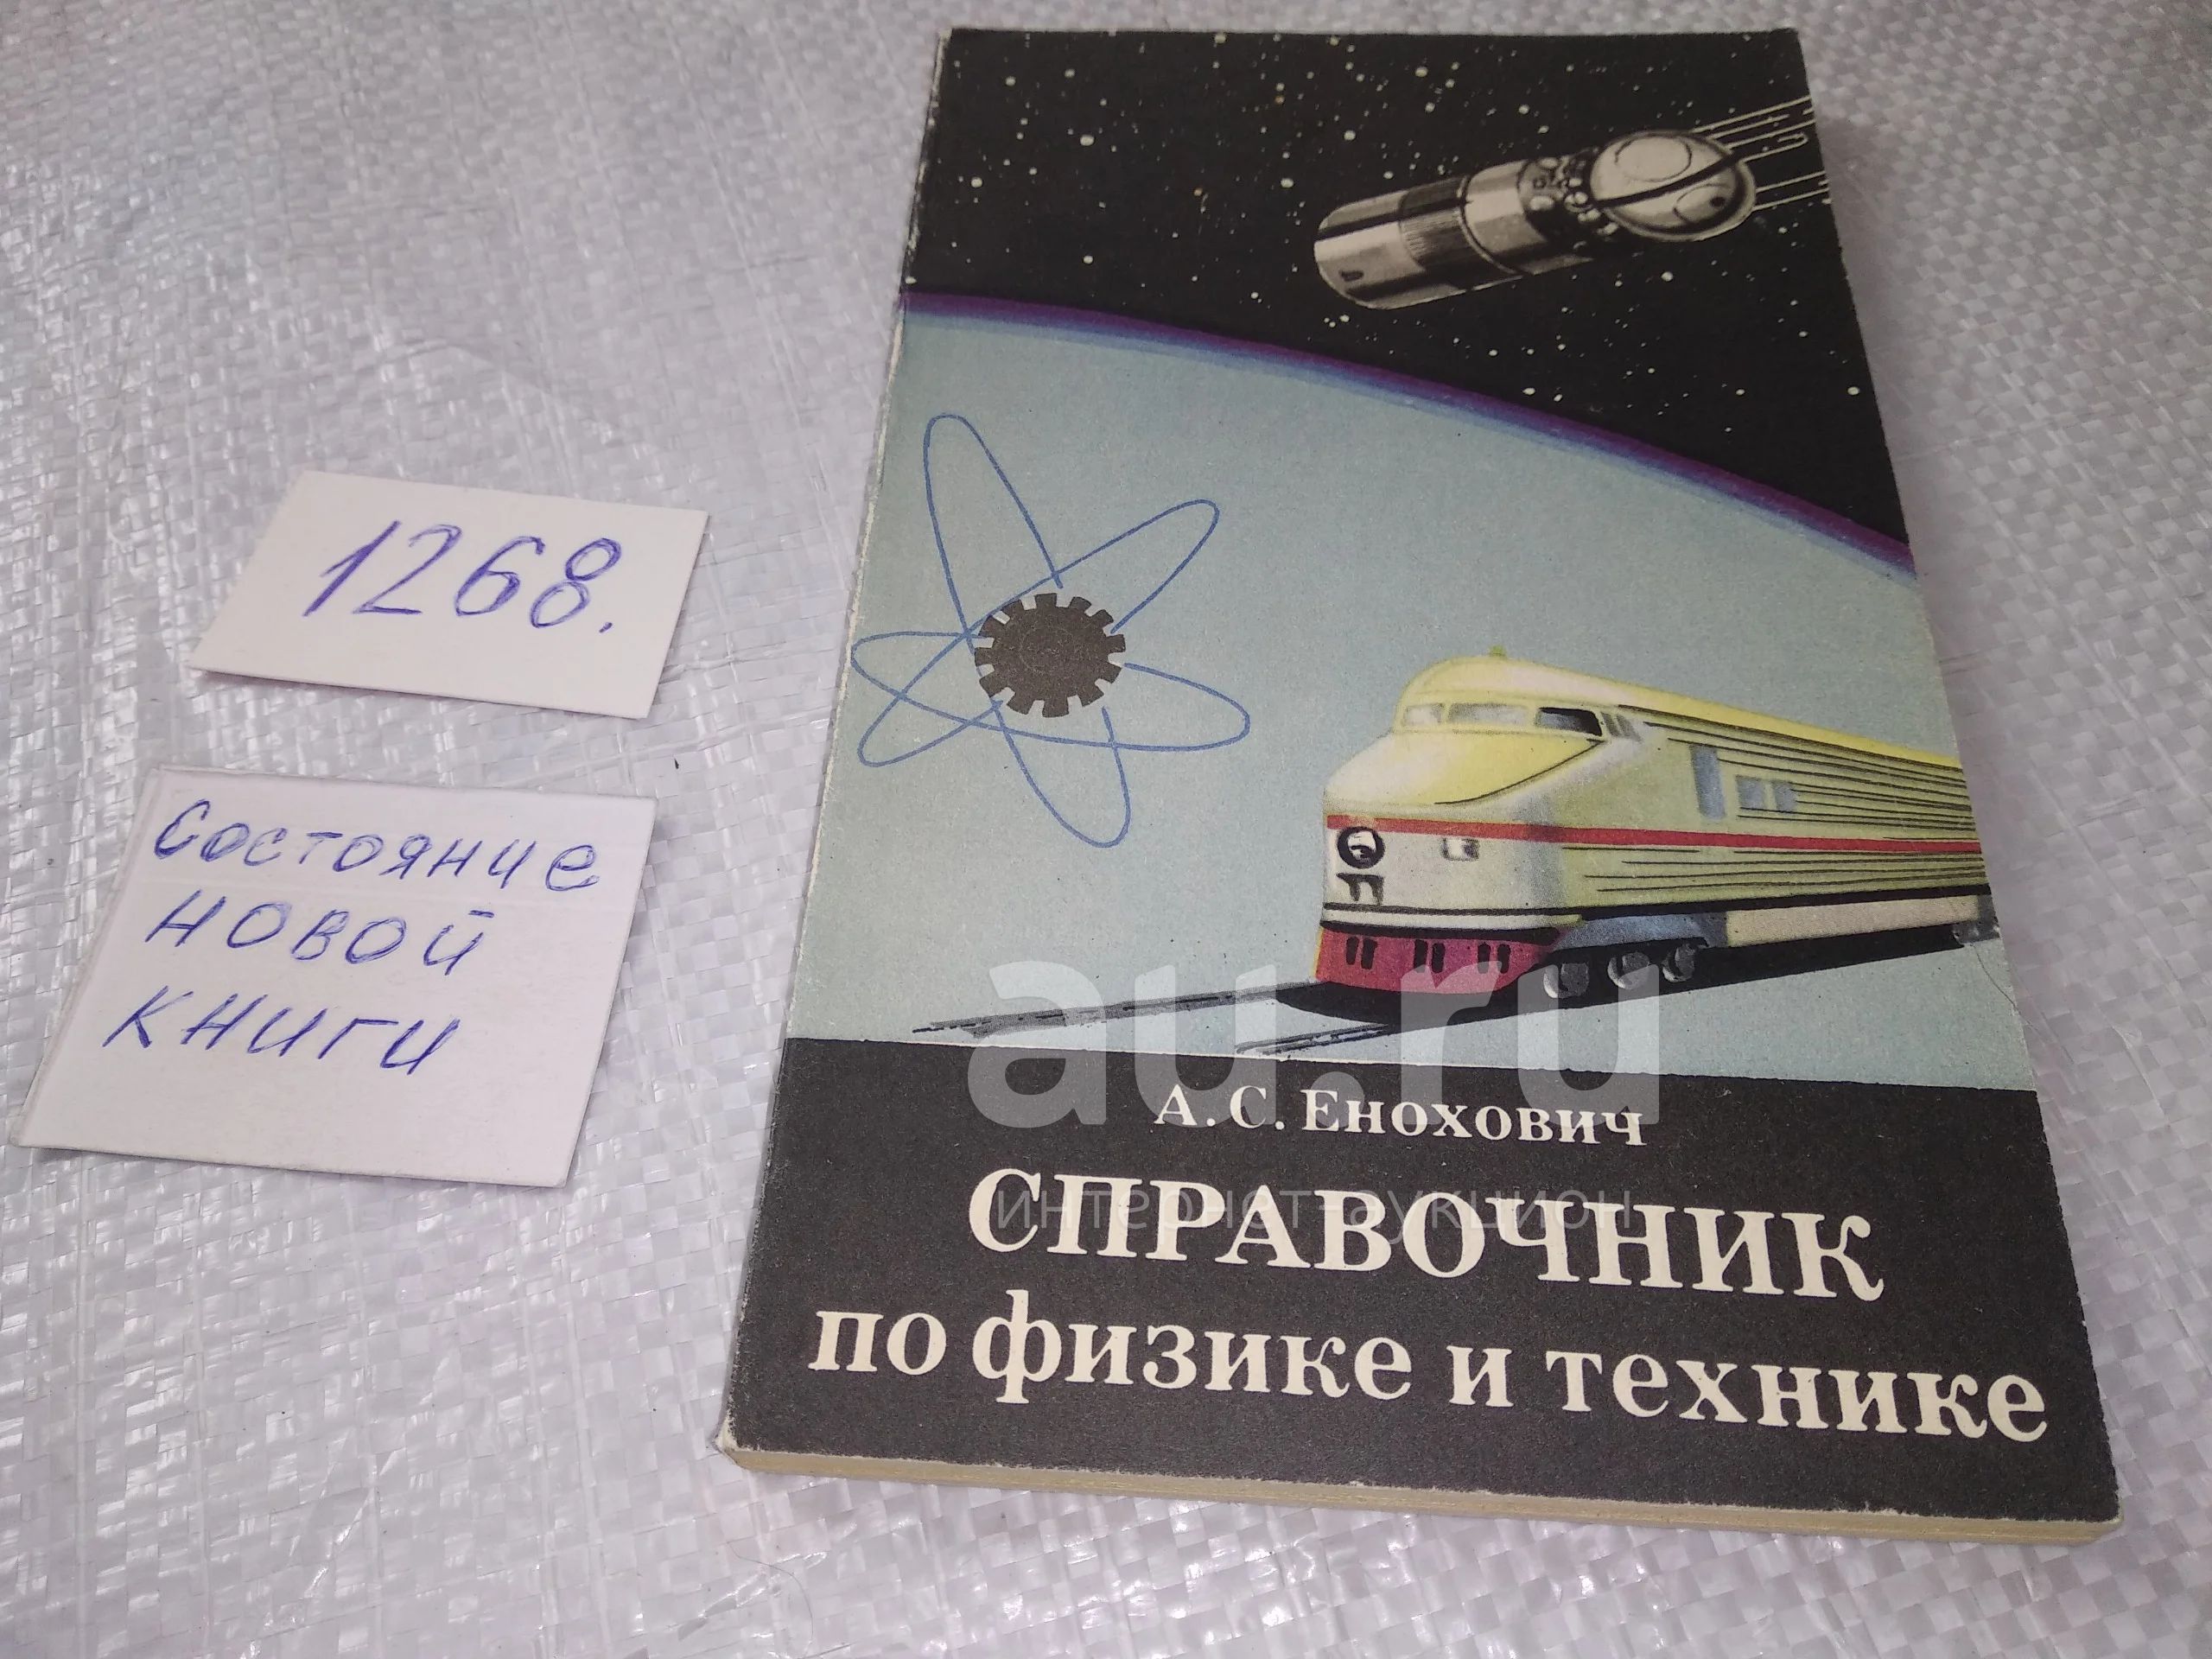 1268.
Состояние
новой
книги
А. С. Енохович
СПРАВОЧНИК
по физике и технике
au.ru
интернет-аукцион